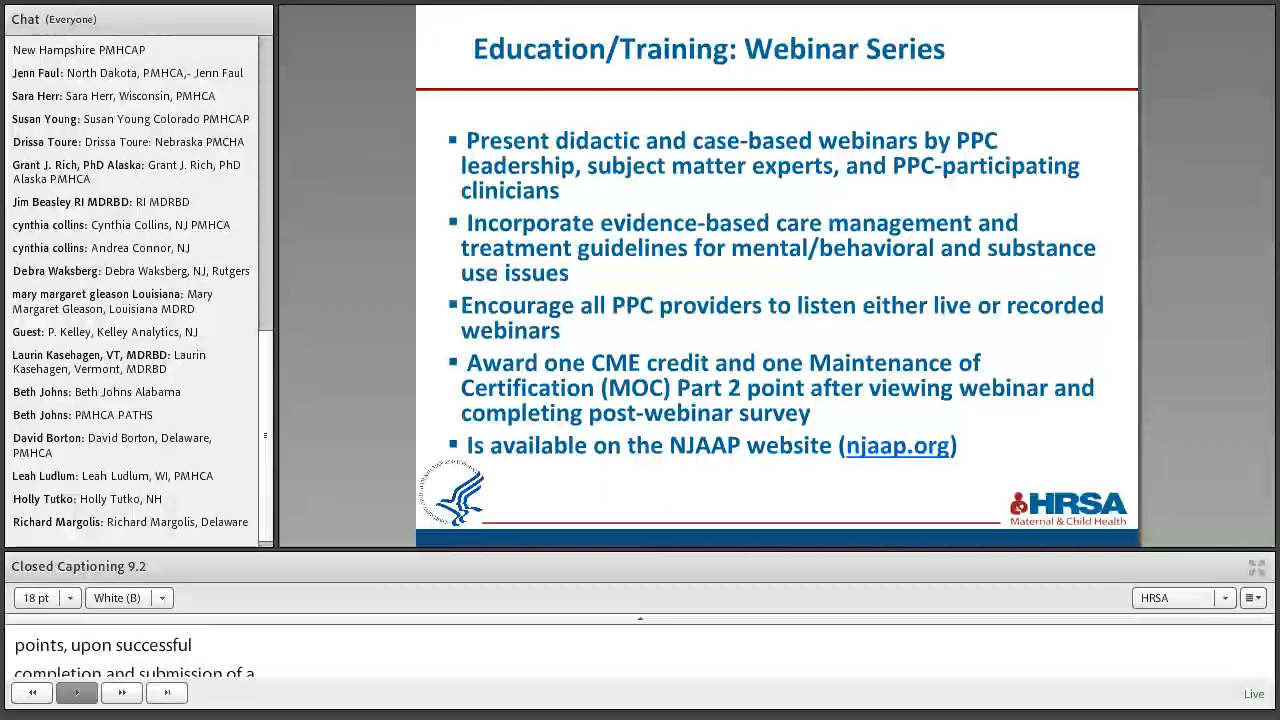 Chat (Everyone)
New Hampshire PMHCAP
Jenn Faul: North Dakota, PMHCA,- Jenn Faul
Sara Herr: Sara Herr, Wisconsin, PMHCA
Susan Young: Susan Young Colorado PMHCAP
Drissa Toure: Drissa Toure: Nebraska PMCHA
Grant J. Rich, PhD Alaska: Grant J. Rich, PhD
Alaska PMHCA
Jim Beasley RI MDRBD: RI MDRBD
cynthia collins: Cynthia Collins, NJ PMHCA
cynthia collins: Andrea Connor, NJ
Debra Waksberg: Debra Waksberg, NJ, Rutgers
mary margaret gleason Louisiana: Mary
Margaret Gleason, Louisiana MDRD
Guest: P. Kelley, Kelley Analytics, NJ
Laurin Kasehagen, VT, MDRBD: Laurin
Kasehagen, Vermont, MDRBD
Beth Johns: Beth Johns Alabama
Beth Johns: PMHCA PATHS
David Borton: David Borton, Delaware,
PMHCA
Leah Ludlum: Leah Ludlum, WI, PMHCA
Holly Tutko: Holly Tutko, NH
Richard Margolis: Richard Margolis, Delaware
Education/Training: Webinar Series
▪ Present didactic and case-based webinars by PPC
leadership, subject matter experts, and PPC-participating
clinicians
▪ Incorporate evidence-based care management and
treatment guidelines for mental/behavioral and substance
use issues
▪Encourage all PPC providers to listen either live or recorded
webinars
▪ Award one CME credit and one Maintenance of
Certification (MOC) Part 2 point after viewing webinar and
completing post-webinar survey
▪ Is available on the NJAAP website (njaap.org)
HRSA
Maternal & Child Health
Closed Captioning 9.2
18 pt
White (B)
HRSA
points, upon successful
completion and submission of a
Live